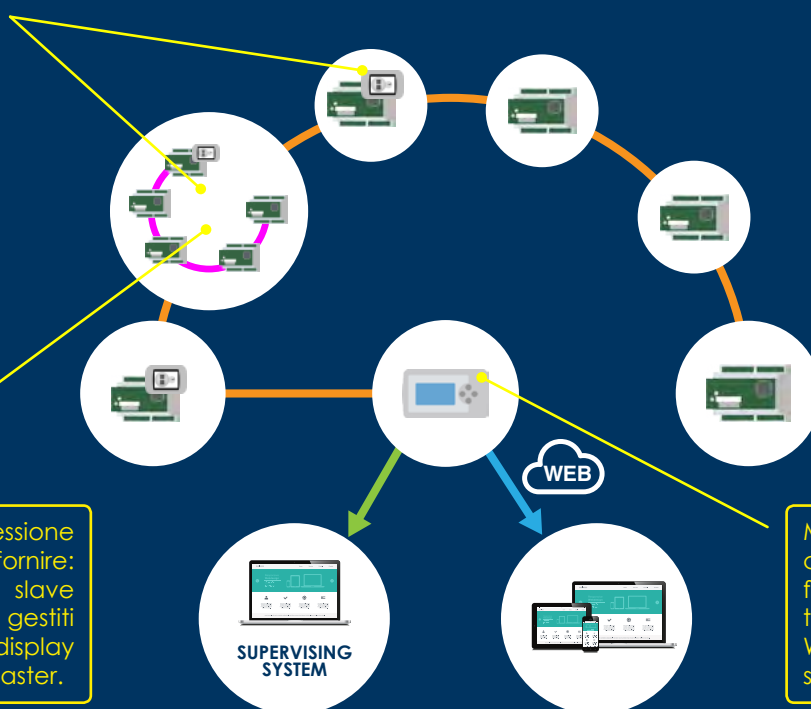 WEB
essione
fornire:
slave
gestiti
display
aster.
SUPERVISING
SYSTEM